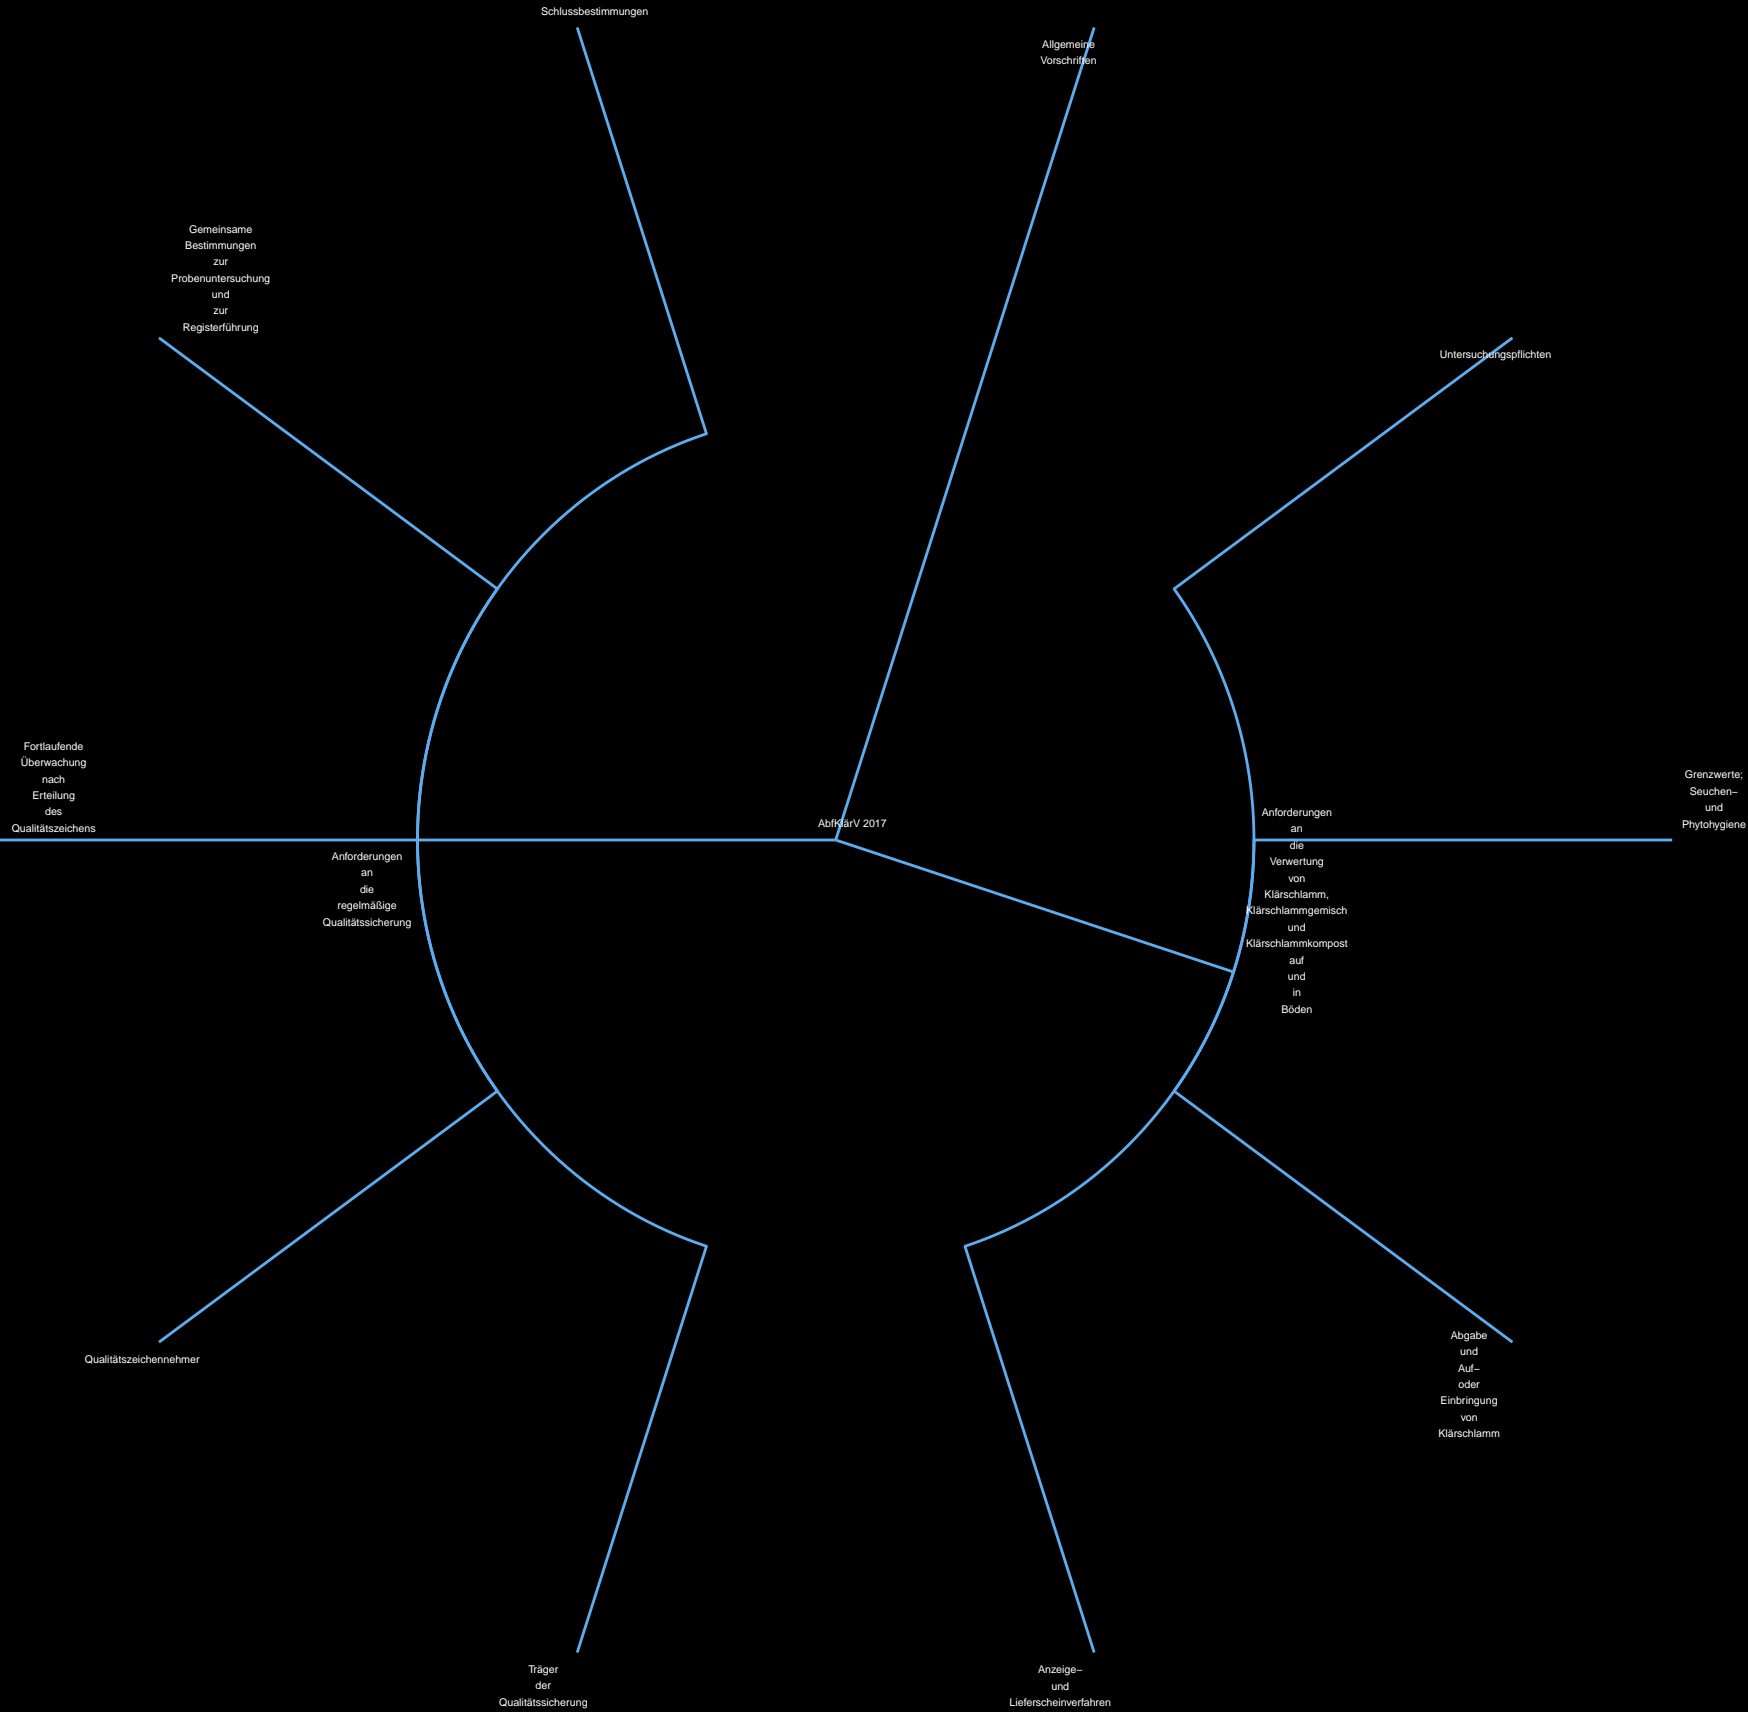 Schlussbestimmungen
Allgemeine
Vorschriften
Gemeinsame
Bestimmungen
zur
Probenuntersuchung
und
zur
Registerführung
Untersuchungspflichten
Fortlaufende
Überwachung
nach
Erteilung
des
Qualitätszeichens
Grenzwerte;
Seuchen–
und
Phytohygiene
AbfKlärV 2017
Anforderungen
an
die
Verwertung
von
Klärschlamm,
Klärschlammgemisch
und
Klärschlammkompost
auf
und
in
Böden
Anforderungen
an
die
regelmäßige
Qualitätssicherung
Qualitätszeichennehmer
Abgabe
und
Auf–
oder
Einbringung
von
Klärschlamm
Träger
der
Qualitätssicherung
Anzeige–
und
Lieferscheinverfahren